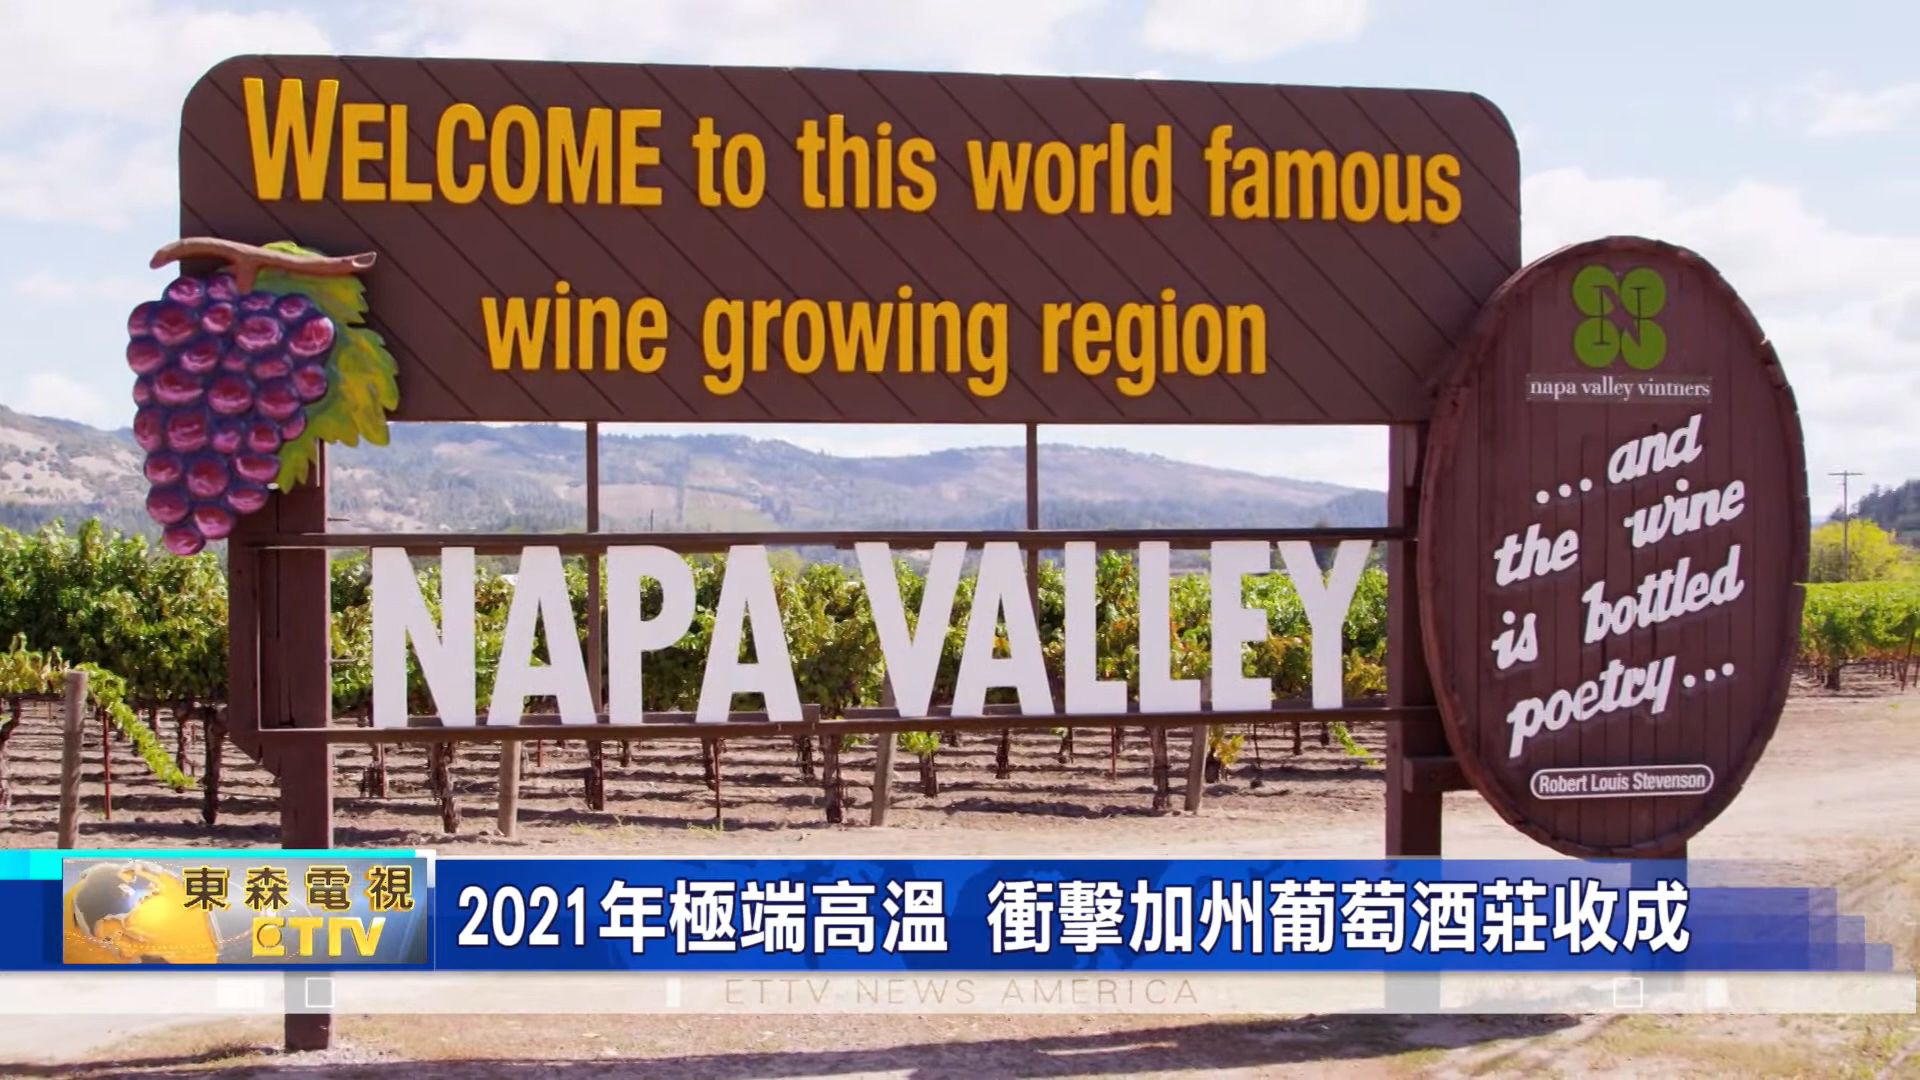 WELCOME to this world famous
wine growing region
NAPA VALLEY
N
napa valley vintners
...and
the wine
is bottled
poetry...
Robert Louis Stevenson
東森電視
ETTV
2021年極端高溫 衝擊加州葡萄酒莊收成
ETTV NEWS AMERICA